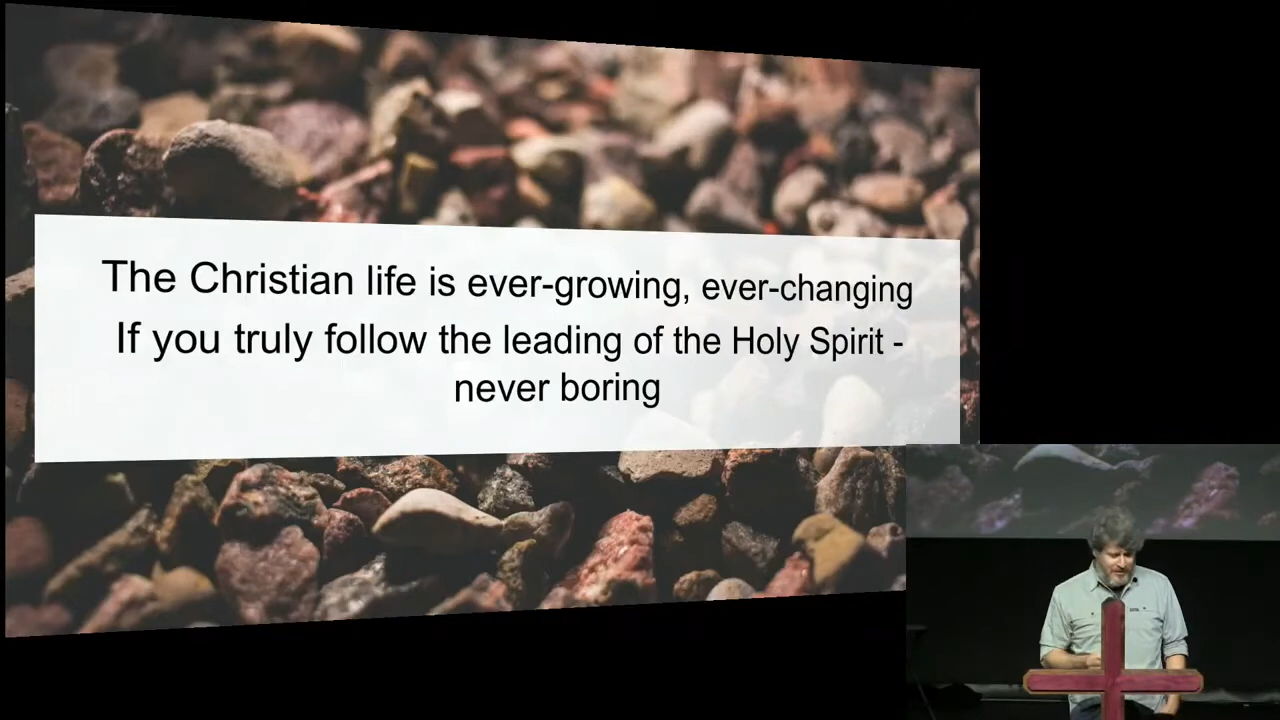 The Christian life is ever-growing, ever-changing
If you truly follow the leading of the Holy Spirit -
never boring